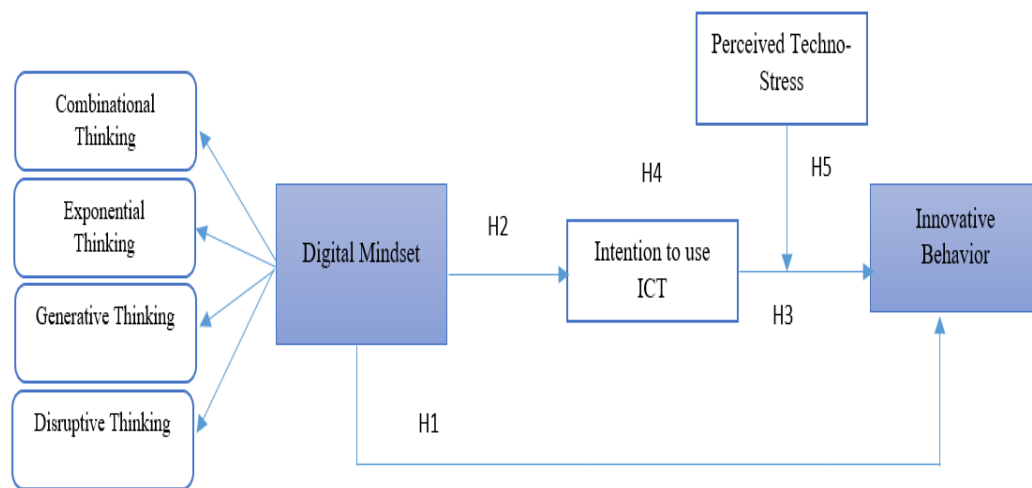 Perceived Techno-
Stress
Combinational
Thinking
Exponential
Thinking
Generative Thinking
Disruptive Thinking
Digital Mindset
H2
H4
Intention to use
ICT
H5
H3
Innovative
Behavior
H1